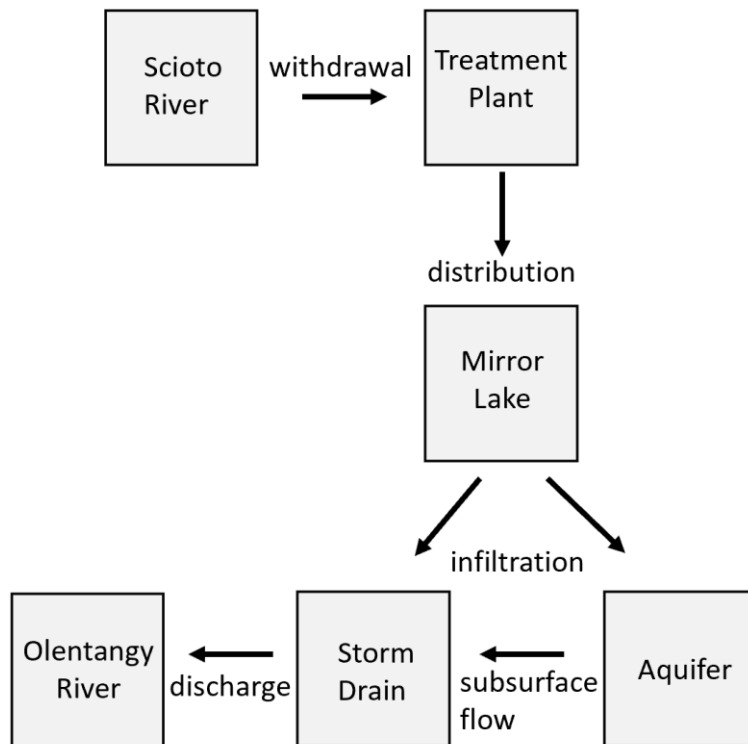 Scioto
River
withdrawal
Treatment
Plant
distribution
Mirror
Lake
infiltration
Olentangy
River
discharge
Storm
Drain
subsurface
flow
Aquifer